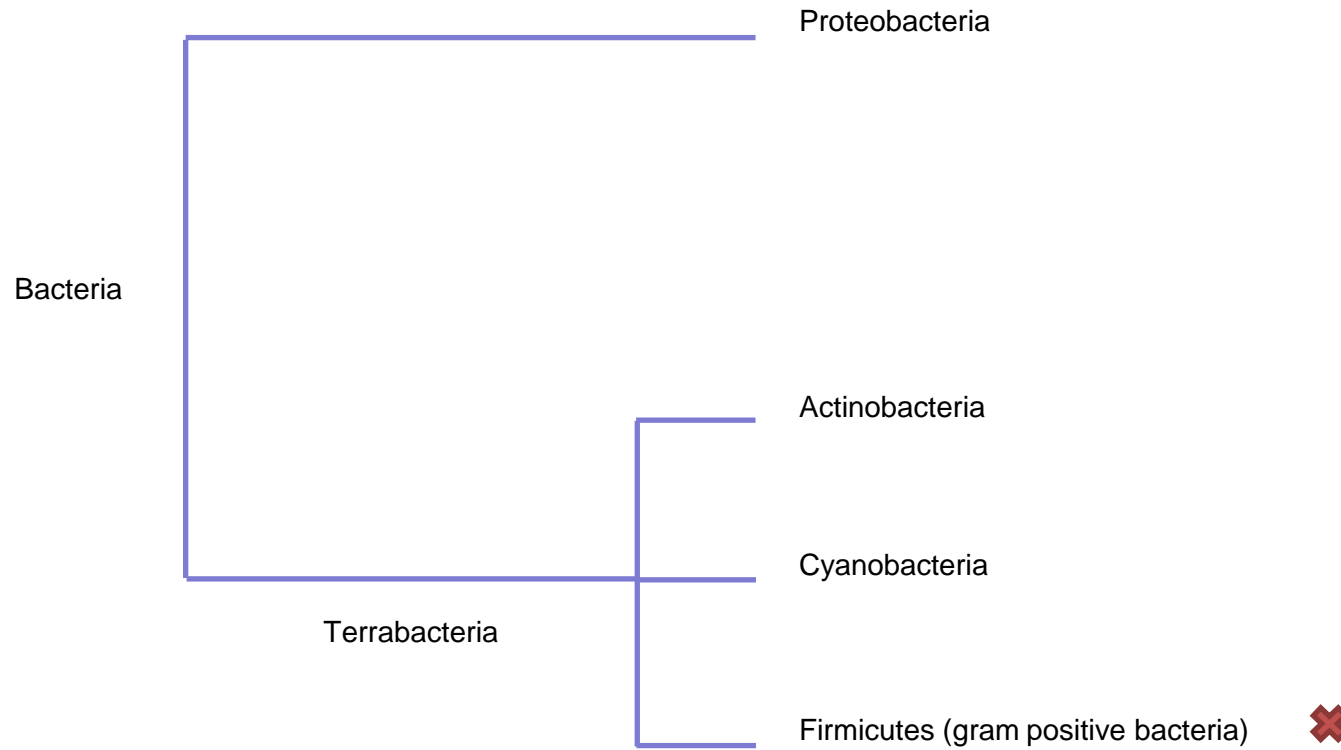 Proteobacteria
Bacteria
Actinobacteria
Cyanobacteria
Terrabacteria
Firmicutes (gram positive bacteria)